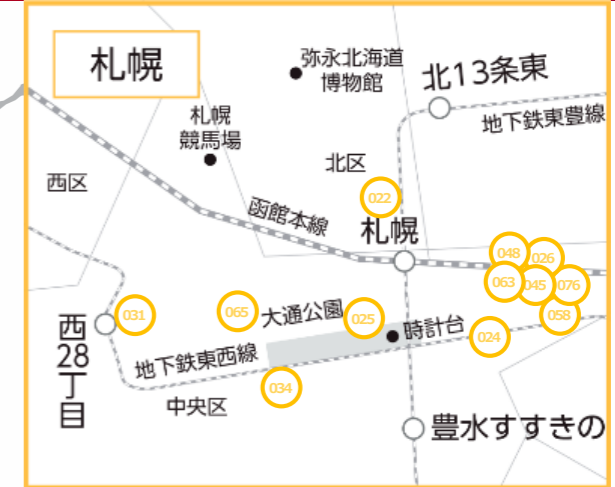 札幌
弥永北海道
博物館
北13条東
札幌
競馬場
地下鉄東豊線
北区
西区
022
函館本線
札幌
048
026
063
045
076
031
065
大通公園
025
058
時計台
024
西28丁目
地下鉄東西線
034
中央区
豊水すすきの